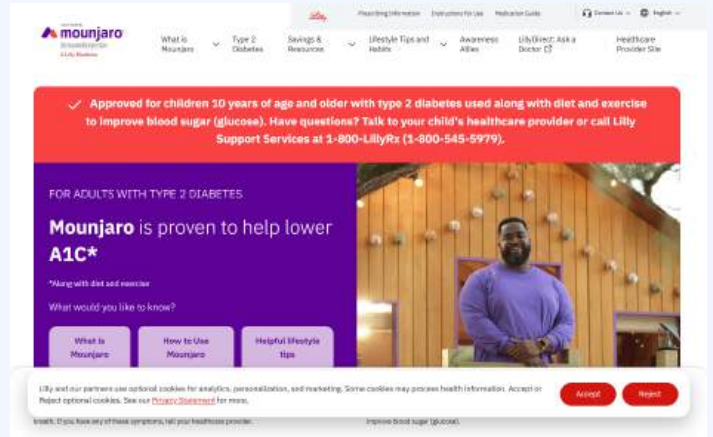 Lilly
Prescribing Information Instructions for Use Medication Guide Contact Us English
mounjaro
A Lilly Medicine
What is Mounjaro
Type 2 Diabetes
Savings & Resources
Lifestyle Tips and Habits
Awareness Allies
LillyDirect: Ask a Doctor
Healthcare Provider Site
Approved for children 10 years of age and older with type 2 diabetes used along with diet and exercise
to improve blood sugar (glucose). Have questions? Talk to your child's healthcare provider or call Lilly
Support Services at 1-800-LillyRx (1-800-545-5979).
FOR ADULTS WITH TYPE 2 DIABETES
Mounjaro is proven to help lower
A1C*
*Along with diet and exercise
What would you like to know?
What is
Mounjaro
How to Use
Mounjaro
Helpful lifestyle
tips
Lilly and our partners use optional cookies for analytics, personalization, and marketing. Some cookies may process health information. Accept or
Reject optional cookies. See our Privacy Statement for more.
Accept
Reject
breath. If you have any of these symptoms, tell your healthcare provider.
improve blood sugar (glucose).